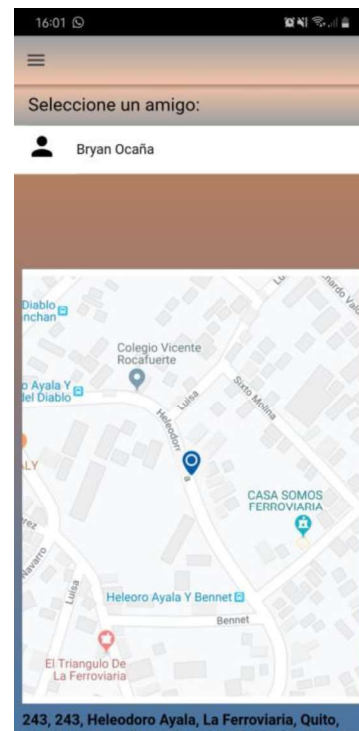 16:01
Seleccione un amigo:
Bryan Ocaña
Diablo
nchan
Colegio Vicente
Rocafuerte
o Ayala Y
del Diablo
Luisa
Sixto Molina
Heleodoro
a
LY
CASA SOMOS
FERROVIARIA
Navarro
Luisa
Heleoro Ayala Y Bennet
Bennet
El Triangulo De
La Ferroviaria
243, 243, Heleodoro Ayala, La Ferroviaria, Quito,